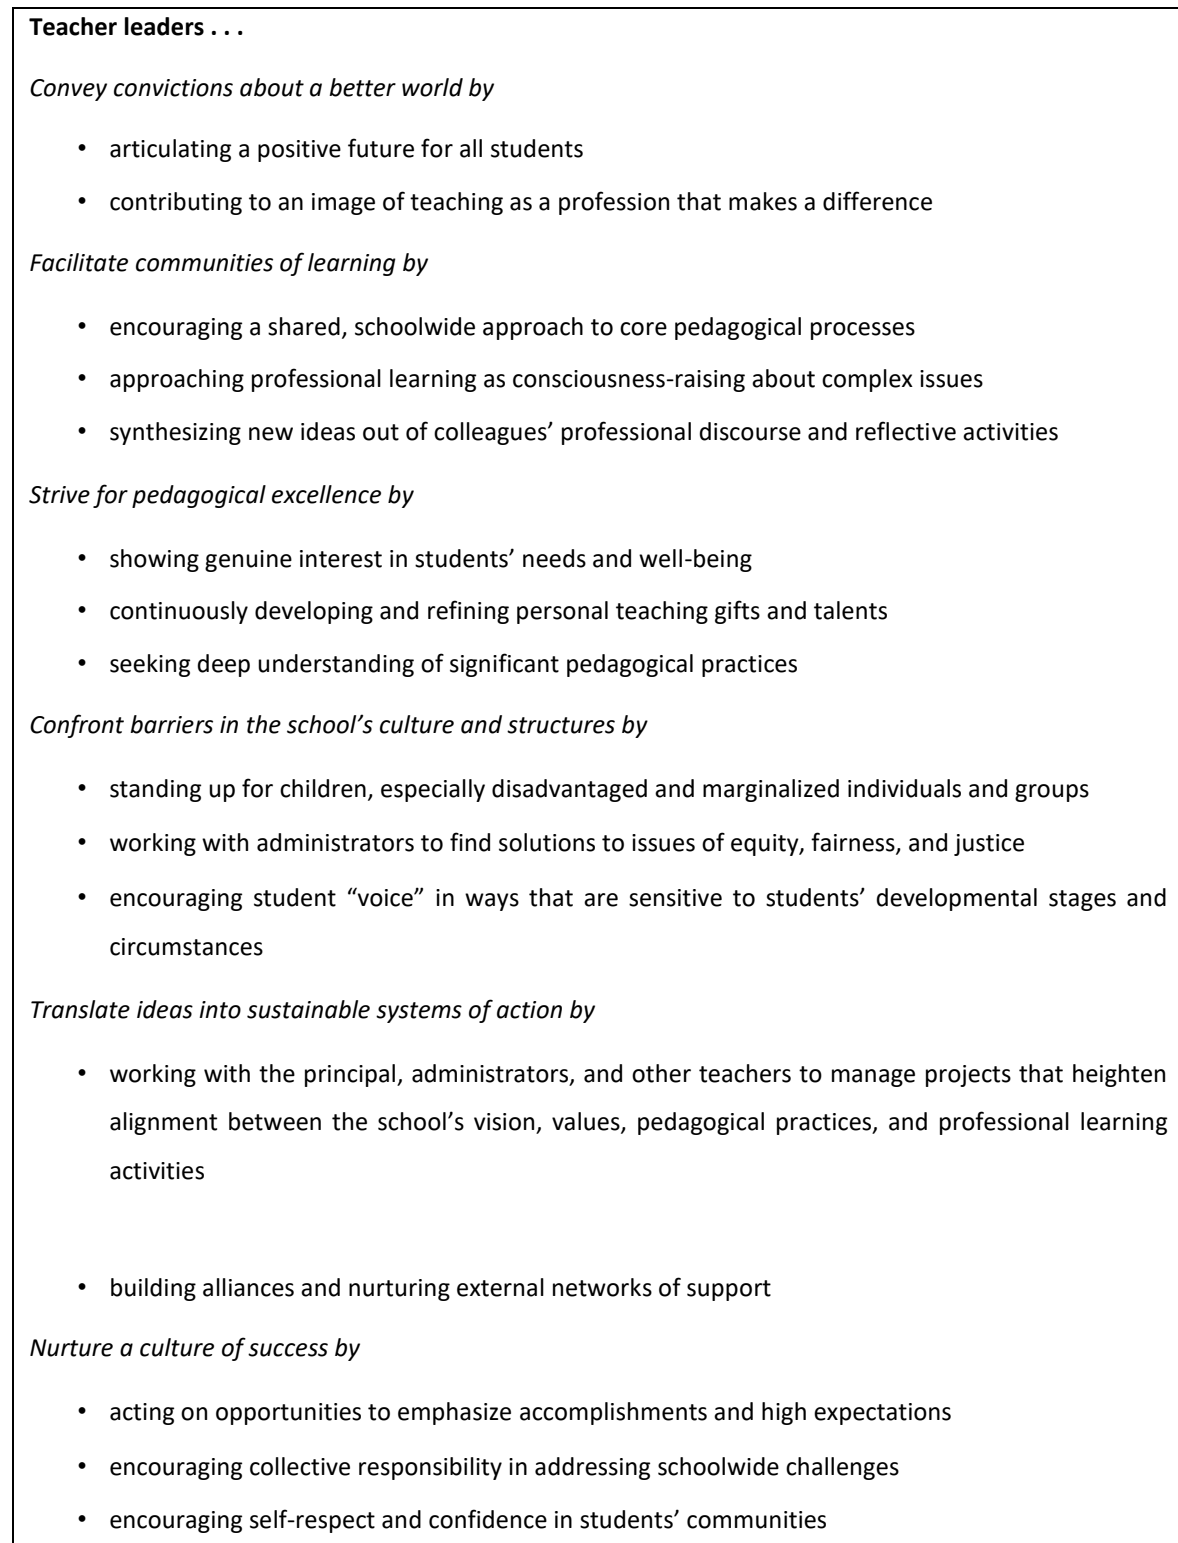 Teacher leaders . . .
Convey convictions about a better world by
• articulating a positive future for all students
• contributing to an image of teaching as a profession that makes a difference
Facilitate communities of learning by
• encouraging a shared, schoolwide approach to core pedagogical processes
• approaching professional learning as consciousness-raising about complex issues
• synthesizing new ideas out of colleagues’ professional discourse and reflective activities
Strive for pedagogical excellence by
• showing genuine interest in students’ needs and well-being
• continuously developing and refining personal teaching gifts and talents
• seeking deep understanding of significant pedagogical practices
Confront barriers in the school’s culture and structures by
• standing up for children, especially disadvantaged and marginalized individuals and groups
• working with administrators to find solutions to issues of equity, fairness, and justice
• encouraging student “voice” in ways that are sensitive to students’ developmental stages and
circumstances
Translate ideas into sustainable systems of action by
• working with the principal, administrators, and other teachers to manage projects that heighten
alignment between the school’s vision, values, pedagogical practices, and professional learning
activities
• building alliances and nurturing external networks of support
Nurture a culture of success by
• acting on opportunities to emphasize accomplishments and high expectations
• encouraging collective responsibility in addressing schoolwide challenges
• encouraging self-respect and confidence in students’ communities